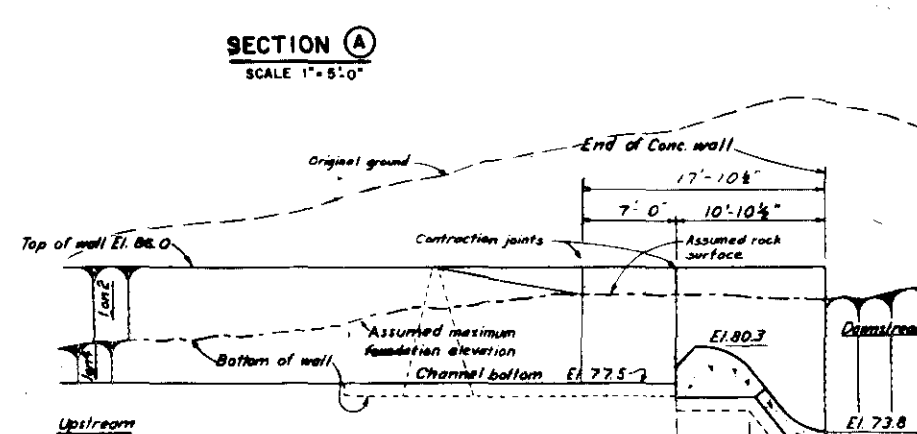 SECTION A
SCALE 1"=5'-0"
Original ground
End of Conc. wall
17'-10½"
7'-0"
10'-10½"
Top of wall El. 86.0
Contraction joints
Assumed rock
surface
1 on 2
Assumed maximum
foundation elevation
El. 80.3
Downstrea
Bottom of wall
Channel bottom
El. 77.5
Upstream
El. 73.8